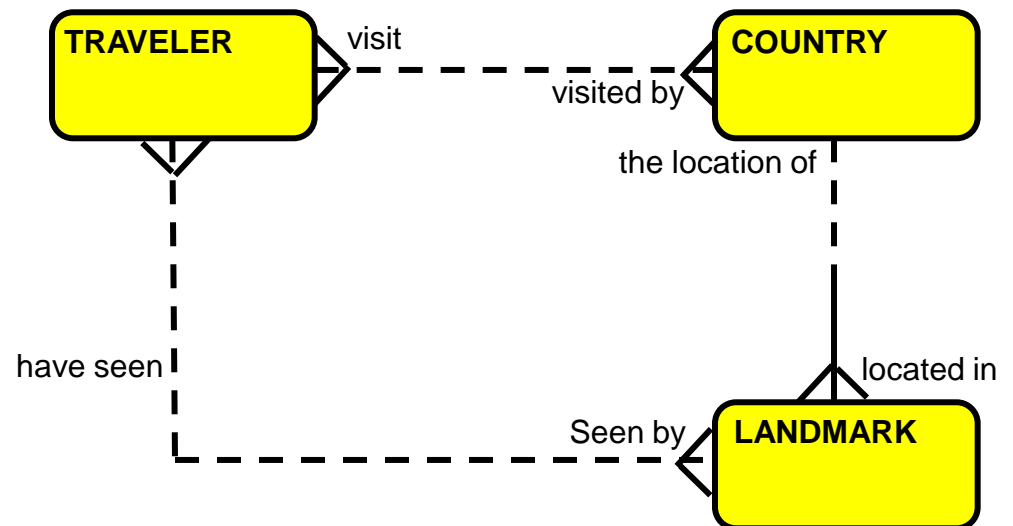 TRAVELER
visit
COUNTRY
visited by
the location of
have seen
located in
Seen by
LANDMARK